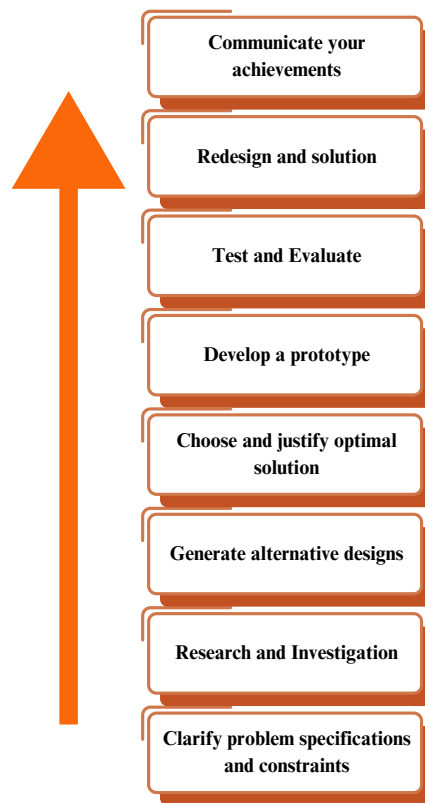 Communicate your
achievements
Redesign and solution
Test and Evaluate
Develop a prototype
Choose and justify optimal
solution
Generate alternative designs
Research and Investigation
Clarify problem specifications
and constraints